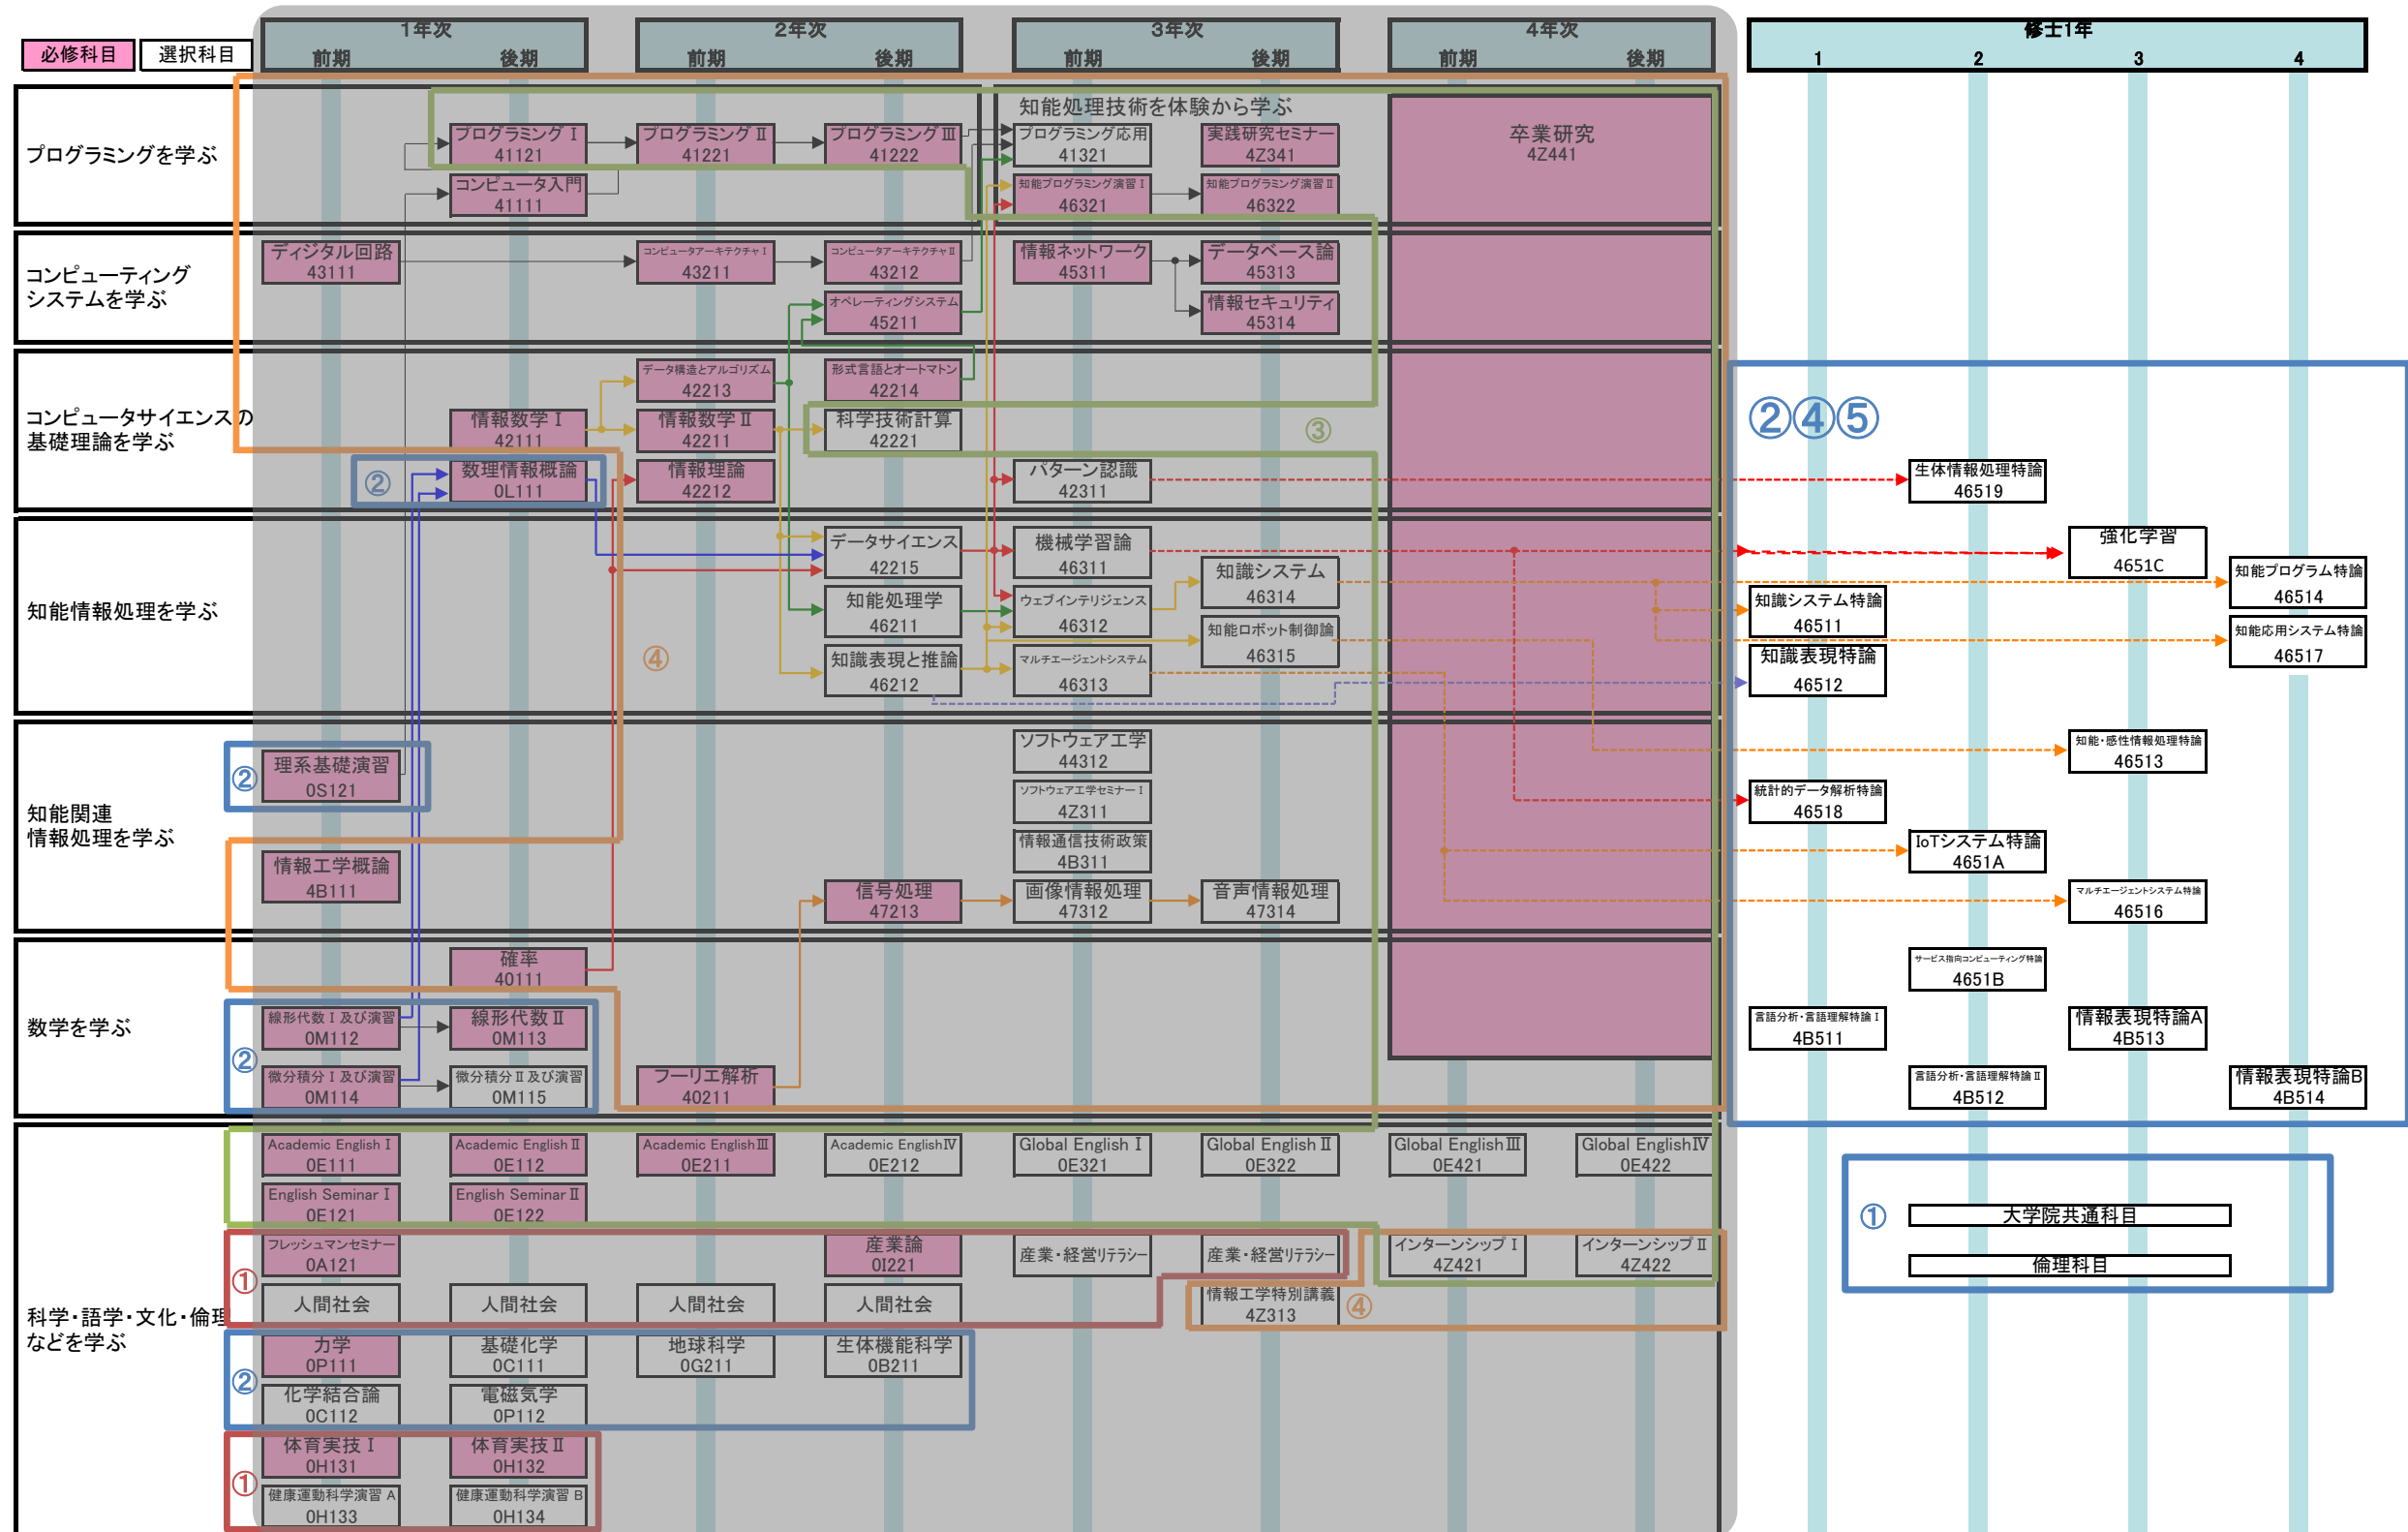 必修科目 選択科目
1年次 2年次 3年次 4年次 修士1年
前期 後期 前期 後期 前期 後期 前期 後期 1 2 3 4
プログラミングを学ぶ
知能処理技術を体験から学ぶ
プログラミングⅠ プログラミングⅡ プログラミングⅢ プログラミング応用 実践研究セミナー 卒業研究
41121 41221 41222 41321 4Z341 4Z441
コンピュータ入門 知能プログラミング演習Ⅰ 知能プログラミング演習Ⅱ
41111 46321 46322
コンピューティング
システムを学ぶ
ディジタル回路 コンピュータアーキテクチャⅠ コンピュータアーキテクチャⅡ 情報ネットワーク データベース論
43111 43211 43212 45311 45313
オペレーティングシステム 情報セキュリティ
45211 45314
コンピュータサイエンスの
基礎理論を学ぶ
データ構造とアルゴリズム 形式言語とオートマトン
42213 42214
情報数学Ⅰ 情報数学Ⅱ 科学技術計算 ③ ②④⑤
42111 42211 42221
② 数理情報概論 情報理論 パターン認識 生体情報処理特論
0L111 42212 42311 46519
知能情報処理を学ぶ
データサイエンス 機械学習論 強化学習
42215 46311 4651C
知識システム 知能プログラム特論
46314 46514
知能処理学 ウェブインテリジェンス 知識システム特論
46211 46312 46511
知能ロボット制御論 知能応用システム特論
46315 46517
④ 知識表現と推論 マルチエージェントシステム 知識表現特論
46212 46313 46512
知能関連
情報処理を学ぶ
ソフトウェア工学 知能・感性情報処理特論
44312 46513
② 理系基礎演習
0S121
ソフトウェア工学セミナーⅠ 統計的データ解析特論
4Z311 46518
情報通信技術政策 IoTシステム特論
4B311 4651A
情報工学概論
4B111
信号処理 画像情報処理 音声情報処理 マルチエージェントシステム特論
47213 47312 47314 46516
数学を学ぶ
確率 サービス指向コンピューティング特論
40111 4651B
線形代数Ⅰ及び演習 線形代数Ⅱ 言語分析・言語理解特論Ⅰ 情報表現特論A
0M112 0M113 4B511 4B513
②
微分積分Ⅰ及び演習 微分積分Ⅱ及び演習 フーリエ解析 言語分析・言語理解特論Ⅱ 情報表現特論B
0M114 0M115 40211 4B512 4B514
科学・語学・文化・倫理
などを学ぶ
Academic EnglishⅠ Academic EnglishⅡ Academic EnglishⅢ Academic EnglishⅣ Global EnglishⅠ Global EnglishⅡ Global EnglishⅢ Global EnglishⅣ
0E111 0E112 0E211 0E212 0E321 0E322 0E421 0E422
English SeminarⅠ English SeminarⅡ
0E121 0E122
① 大学院共通科目
フレッシュマンセミナー 産業論 産業・経営リテラシー 産業・経営リテラシー インターンシップⅠ インターンシップⅡ
0A121 0I221 4Z421 4Z422
倫理科目
①
人間社会 人間社会 人間社会 人間社会 情報工学特別講義 ④
4Z313
力学 基礎化学 地球科学 生体機能科学
0P111 0C111 0G211 0B211
②
化学結合論 電磁気学
0C112 0P112
体育実技Ⅰ 体育実技Ⅱ
0H131 0H132
①
健康運動科学演習A 健康運動科学演習B
0H133 0H134